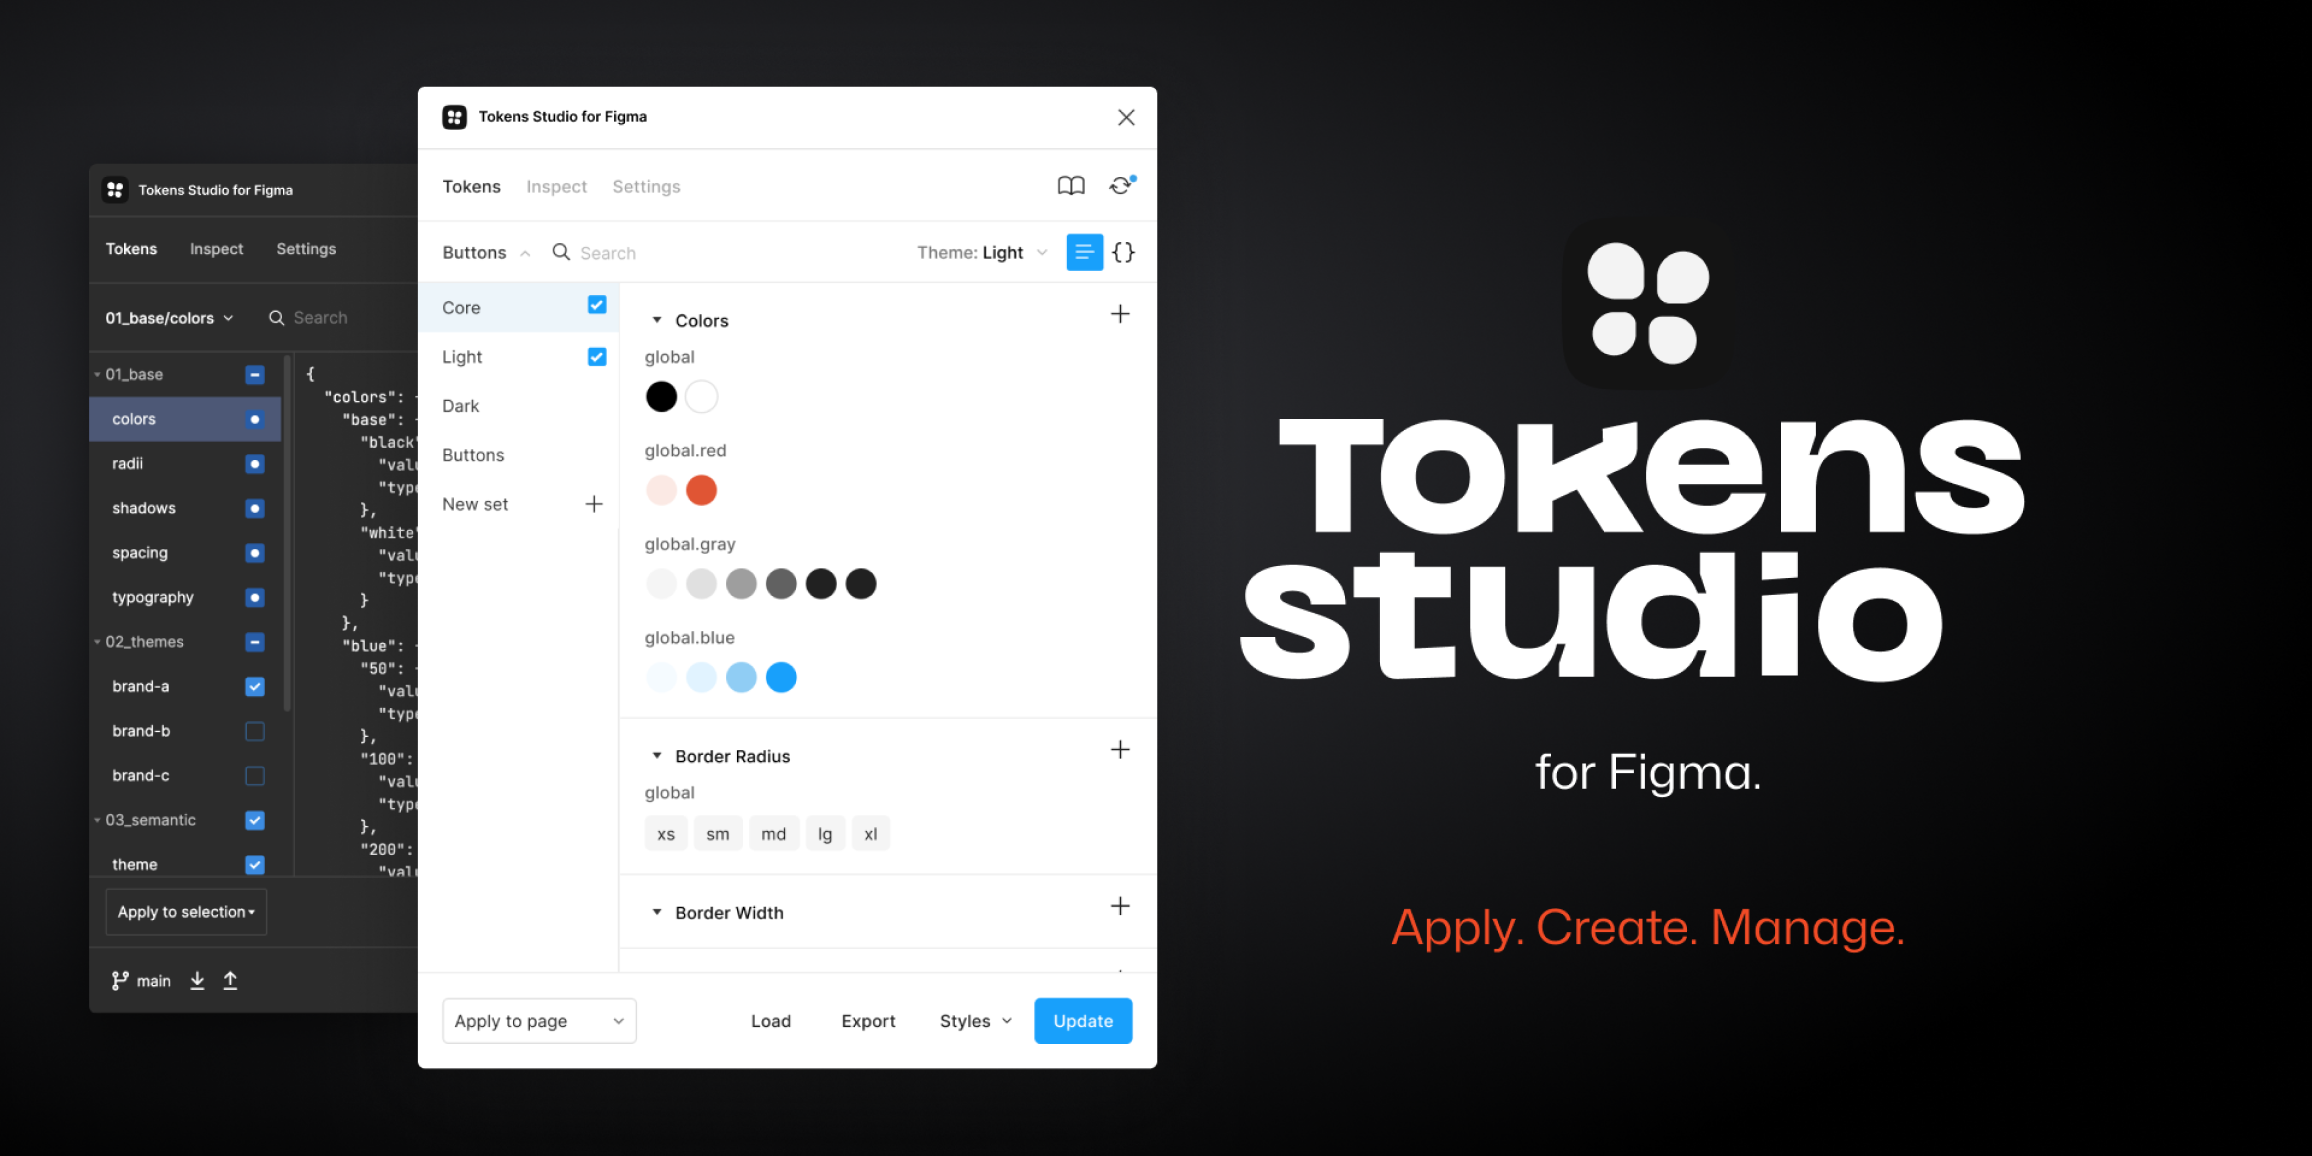 Tokens Studio for Figma
Tokens Inspect Settings
01_base/colors Search
01_base
colors
radii
shadows
spacing
typography
02_themes
brand-a
brand-b
brand-c
03_semantic
theme
{
"colors":
"base":
"black"
},
"white"
}
},
"blue":
"50":
},
"100":
},
"200":
Apply to selection
main
Tokens Studio for Figma
Tokens Inspect Settings
Buttons Search Theme: Light {}
Core
Light
Dark
Buttons
New set
Colors
global
global.red
global.gray
global.blue
Border Radius
global
xs sm md lg xl
Border Width
Apply to page Load Export Styles Update
Tokens
studio
for Figma.
Apply. Create. Manage.